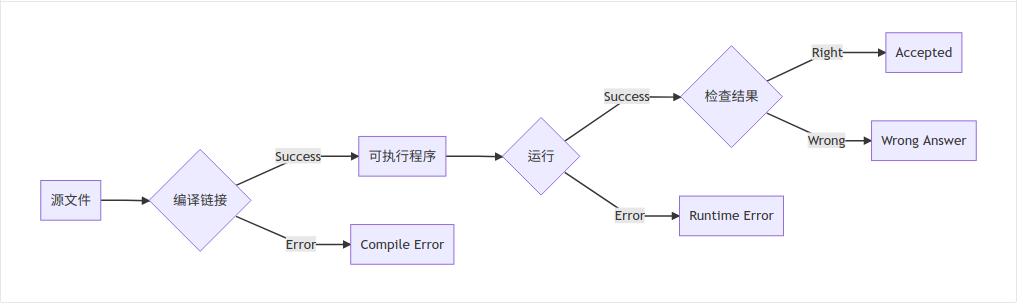 源文件
编译链接
Success
可执行程序
Error
Compile Error
运行
Success
检查结果
Right
Accepted
Wrong
Wrong Answer
Error
Runtime Error